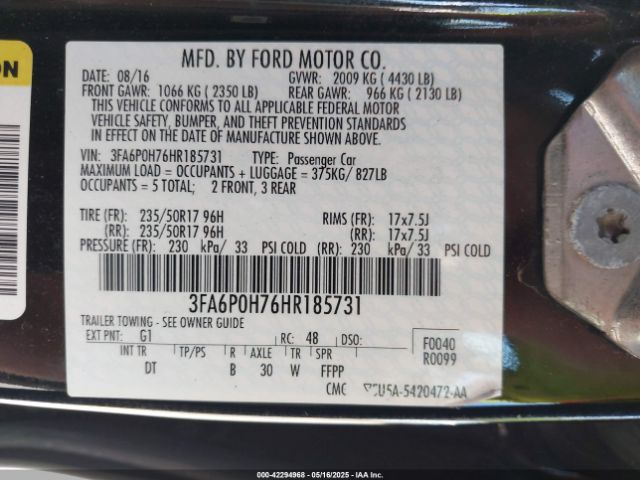 ON
MFD. BY FORD MOTOR CO.
DATE: 08/16 GVWR: 2009 KG ( 4430 LB)
FRONT GAWR: 1066 KG ( 2350 LB) REAR GAWR: 966 KG ( 2130 LB)
THIS VEHICLE CONFORMS TO ALL APPLICABLE FEDERAL MOTOR
VEHICLE SAFETY, BUMPER, AND THEFT PREVENTION STANDARDS
IN EFFECT ON THE DATE OF MANUFACTURE SHOWN ABOVE.
VIN: 3FA6P0H76HR185731 TYPE: Passenger Car
MAXIMUM LOAD = OCCUPANTS + LUGGAGE = 375KG/ 827LB
OCCUPANTS = 5 TOTAL: 2 FRONT, 3 REAR
TIRE (FR): 235/50R17 96H RIMS (FR): 17x7.5J
(RR): 235/50R17 96H (RR): 17x7.5J
PRESSURE (FR): 230 kPa/ 33 PSI COLD (RR): 230 kPa/ 33 PSI COLD
3FA6P0H76HR185731
TRAILER TOWING - SEE OWNER GUIDE
EXT PNT: G1 RC: 48 DSO: F0040
INT TR TP/PS R AXLE TR SPR R0099
DT B 30 W FFPP
CMC 5U5A-5420472-AA
000-42294968 - 05/16/2025 - IAA Inc.